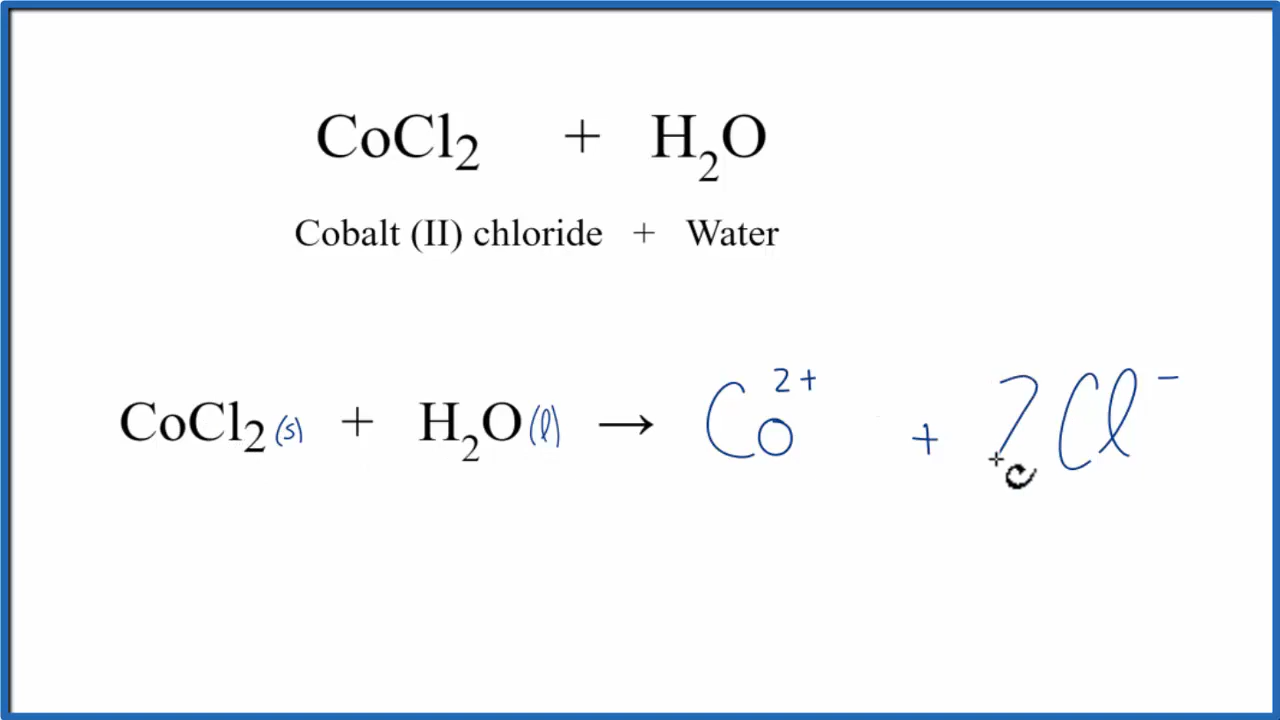 CoCl₂ + H₂O
Cobalt (II) chloride + Water
CoCl₂(s) + H₂O(l) → Co²⁺ + 2Cl⁻